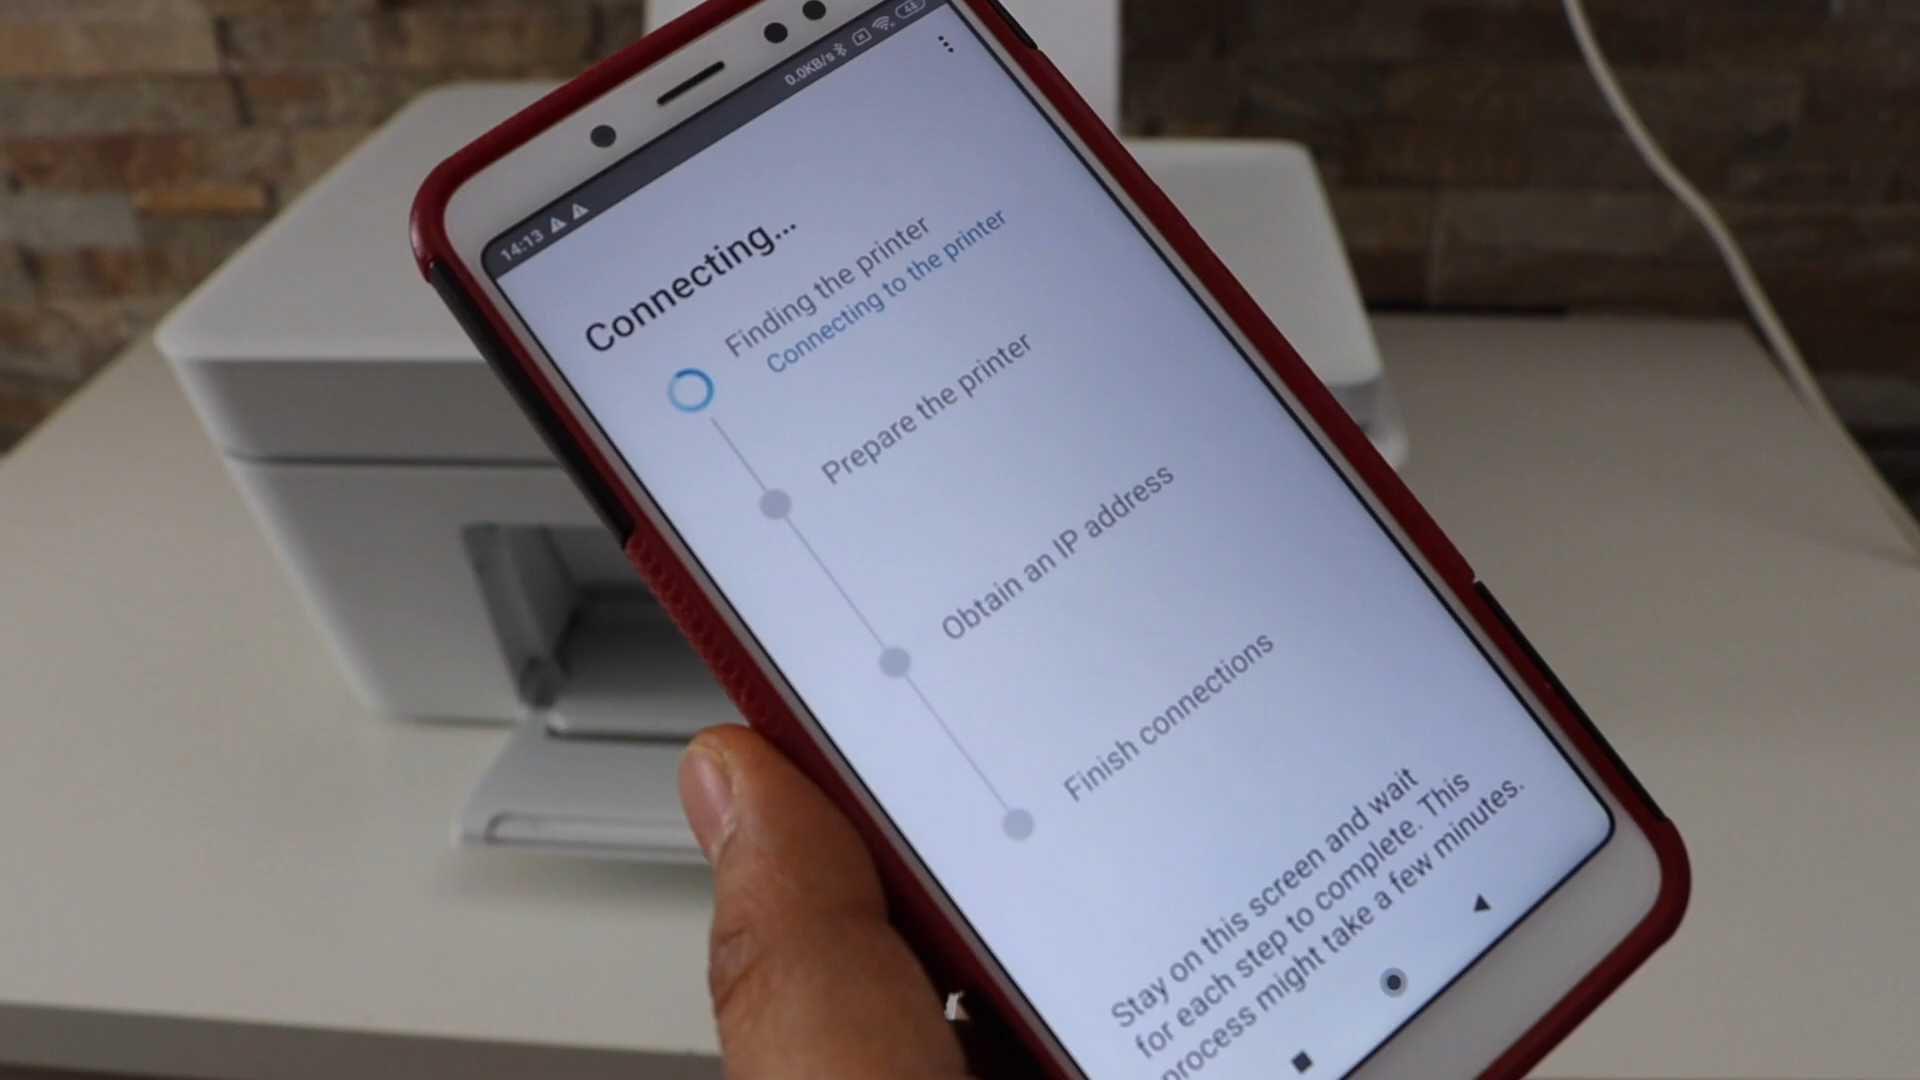 14:13
0.0KB/s
44
Connecting...
Finding the printer
Connecting to the printer
Prepare the printer
Obtain an IP address
Finish connections
Stay on this screen and wait
for each step to complete. This
process might take a few minutes.